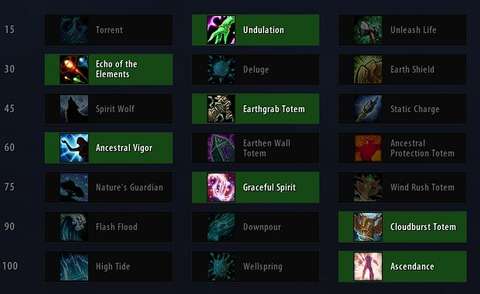 15 Torrent Undulation Unleash Life
30 Echo of the Elements Deluge Earth Shield
45 Spirit Wolf Earthgrab Totem Static Charge
60 Ancestral Vigor Earthen Wall Totem Ancestral Protection Totem
75 Nature's Guardian Graceful Spirit Wind Rush Totem
90 Flash Flood Downpour Cloudburst Totem
100 High Tide Wellspring Ascendance